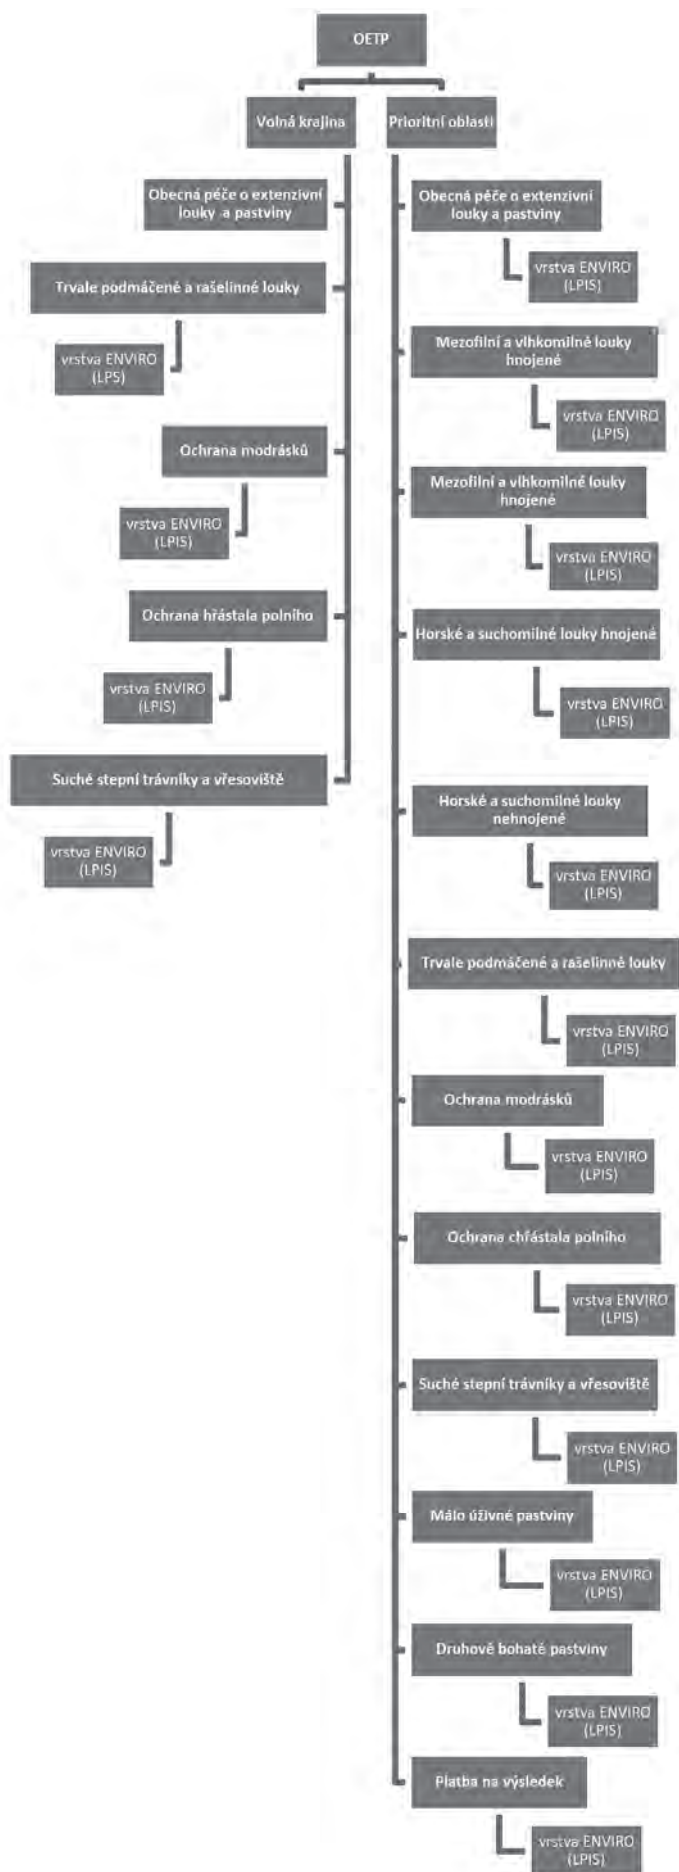 OETP
Volná krajina
Prioritní oblasti
Obecná péče o extenzivní
louky a pastviny
Trvale podmáčené a rašelinné louky
vrstva ENVIRO
(LPS)
Ochrana modrásků
vrstva ENVIRO
(LPIS)
Ochrana hřástala polního
vrstva ENVIRO
(LPIS)
Suché stepní trávníky a vřesoviště
vrstva ENVIRO
(LPIS)
Obecná péče o extenzivní
louky a pastviny
vrstva ENVIRO
(LPIS)
Mezofilní a vlhkomilné louky
hnojené
vrstva ENVIRO
(LPIS)
Mezofilní a vlhkomilné louky
hnojené
vrstva ENVIRO
(LPIS)
Horské a suchomilné louky hnojené
vrstva ENVIRO
(LPIS)
Horské a suchomilné louky
nehnojené
vrstva ENVIRO
(LPIS)
Trvale podmáčené a rašelinné louky
vrstva ENVIRO
(LPIS)
Ochrana modrásků
vrstva ENVIRO
(LPIS)
Ochrana chřástala polního
vrstva ENVIRO
(LPIS)
Suché stepní trávníky a vřesoviště
vrstva ENVIRO
(LPIS)
Málo úživné pastviny
vrstva ENVIRO
(LPIS)
Druhově bohaté pastviny
vrstva ENVIRO
(LPIS)
Platba na výsledek
vrstva ENVIRO
(LPIS)